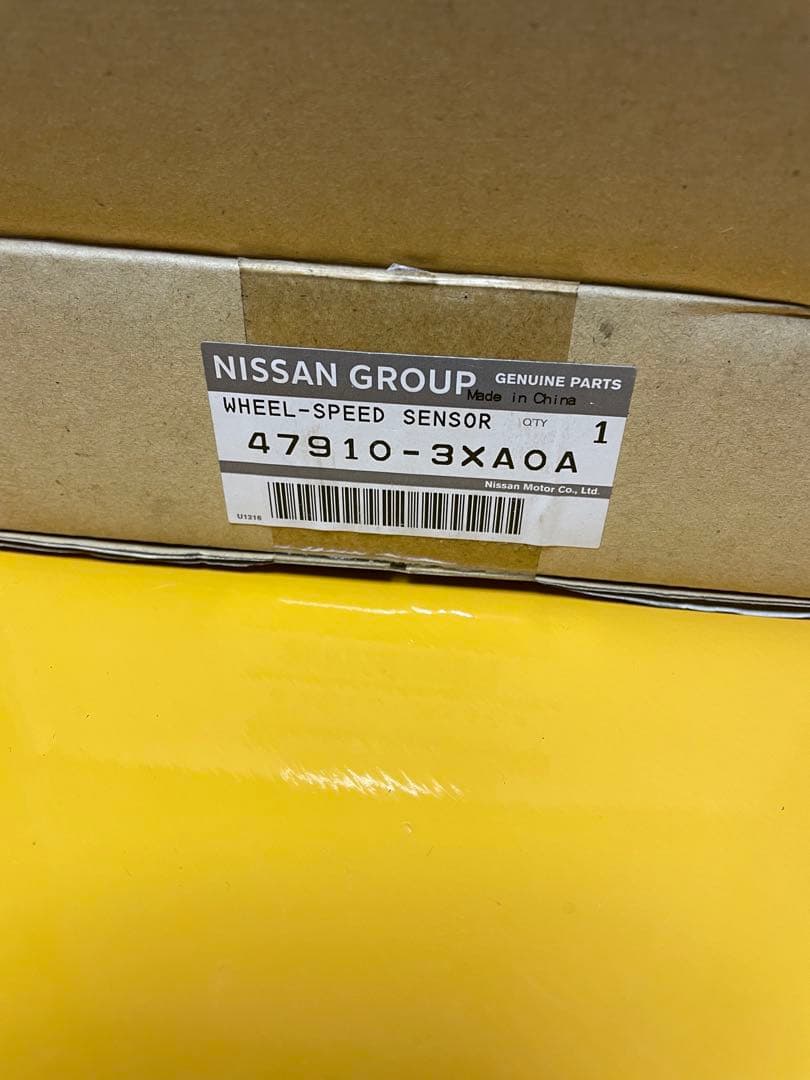 NISSAN GROUP GENUINE PARTS
Made in China
WHEEL-SPEED SENSOR QTY 1
47910-3XA0A
Nissan Motor Co., Ltd.
U1216